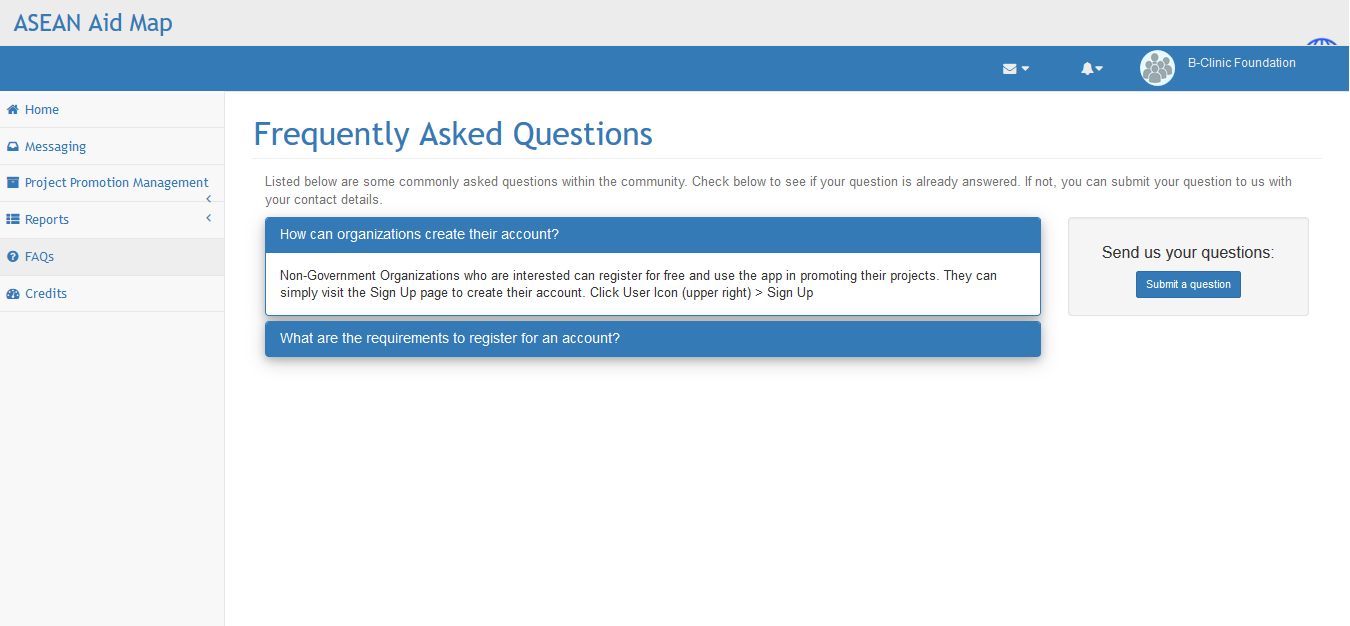 ASEAN Aid Map
B-Clinic Foundation
Home
Messaging
Project Promotion Management
Reports
FAQs
Credits
Frequently Asked Questions
Listed below are some commonly asked questions within the community. Check below to see if your question is already answered. If not, you can submit your question to us with
your contact details.
How can organizations create their account?
Non-Government Organizations who are interested can register for free and use the app in promoting their projects. They can
simply visit the Sign Up page to create their account. Click User Icon (upper right) > Sign Up
What are the requirements to register for an account?
Send us your questions:
Submit a question